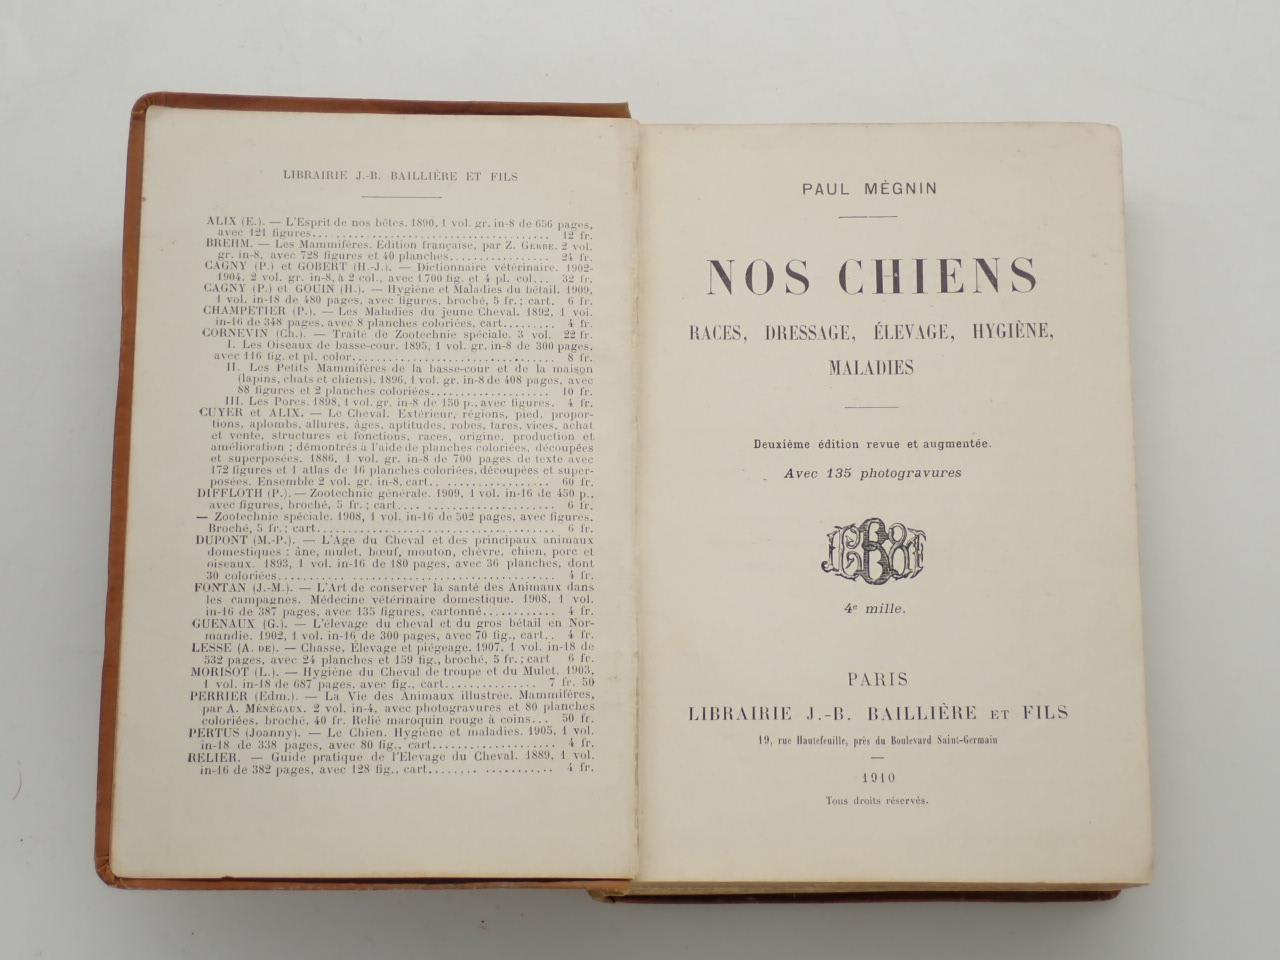 LIBRAIRIE J.-B. BAILLIÈRE ET FILS
ALIX (E.). — L'Esprit de nos bêtes. 1890, 1 vol. gr. in-8 de 656 pages,
avec 121 figures.......... 12 fr.
BREHM. — Les Mammifères. Edition française, par Z. GERBE. 2 vol.
gr. in-8, avec 728 figures et 40 planches.......... 24 fr.
CAGNY (P.) et GOBERT (H.-J.). — Dictionnaire vétérinaire. 1902-
1904, 2 vol. gr. in-8, à 2 col., avec 1 700 fig. et 4 pl. col... 32 fr.
CAGNY (P.) et GOUIN (H.). — Hygiène et Maladies du bétail. 1909,
1 vol. in-18 de 480 pages, avec figures, broché, 5 fr.; cart. 6 fr.
CHAMPETIER (P.). — Les Maladies du jeune Cheval. 1892, 1 vol.
in-16 de 348 pages, avec 8 planches coloriées, cart......... 4 fr.
CORNEVIN (Ch.). — Traité de Zootechnie spéciale. 3 vol. 22 fr.
I. Les Oiseaux de basse-cour. 1895, 1 vol. gr. in-8 de 300 pages,
avec 116 fig. et pl. color.......... 8 fr.
II. Les Petits Mammifères de la basse-cour et de la maison
(lapins, chats et chiens). 1896, 1 vol. gr. in-8 de 408 pages, avec
88 figures et 2 planches coloriées.......... 10 fr.
III. Les Porcs. 1898, 1 vol. gr. in-8 de 150 p., avec figures. 4 fr.
CUYER et ALIX. — Le Cheval. Extérieur, régions, pied, propor-
tions, aplombs, allures, âges, aptitudes, robes, tares, vices, achat
et vente, structures et fonctions, races, origine, production et
amélioration ; démontrés à l'aide de planches coloriées, découpées
et superposées. 1886, 1 vol. gr. in-8 de 700 pages de texte avec
172 figures et 1 atlas de 16 planches coloriées, découpées et super-
posées. Ensemble 2 vol. gr. in-8, cart.......... 60 fr.
DIFFLOTH (P.). — Zootechnie générale. 1909, 1 vol. in-16 de 450 p.,
avec figures, broché, 5 fr. ; cart.......... 6 fr.
— Zootechnie spéciale. 1908, 1 vol. in-16 de 502 pages, avec figures.
Broché, 5 fr. ; cart.......... 6 fr.
DUPONT (M.-P.). — L'Age du Cheval et des principaux animaux
domestiques : âne, mulet, bœuf, mouton, chèvre, chien, porc et
oiseaux. 1893, 1 vol. in-16 de 180 pages, avec 36 planches, dont
30 coloriées.......... 4 fr.
FONTAN (J.-M.). — L'Art de conserver la santé des Animaux dans
les campagnes. Médecine vétérinaire domestique. 1908, 1 vol.
in-16 de 387 pages, avec 135 figures, cartonné.......... 4 fr.
GUENAUX (G.). — L'élevage du cheval et du gros bétail en Nor-
mandie. 1902, 1 vol. in-16 de 300 pages, avec 70 fig., cart.. 4 fr.
LESSE (A. DE). — Chasse, Élevage et piégeage. 1907, 1 vol. in-18 de
532 pages, avec 24 planches et 159 fig., broché, 5 fr. ; cart 6 fr.
MORISOT (L.). — Hygiène du Cheval de troupe et du Mulet. 1903,
1 vol. in-18 de 687 pages, avec fig., cart.......... 7 fr. 50
PERRIER (Edm.). — La Vie des Animaux illustrée. Mammifères,
par A. MÉNÉGAUX. 2 vol. in-4, avec photogravures et 80 planches
coloriées, broché, 40 fr. Relié maroquin rouge à coins... 50 fr.
PERTUS (Joanny). — Le Chien. Hygiène et maladies. 1905, 1 vol.
in-18 de 338 pages, avec 80 fig., cart.......... 4 fr.
RELIER. — Guide pratique de l'Elevage du Cheval. 1889, 1 vol.
in-16 de 382 pages, avec 128 fig., cart.......... 4 fr.
PAUL MÉGNIN
NOS CHIENS
RACES, DRESSAGE, ÉLEVAGE, HYGIÈNE,
MALADIES
Deuxième édition revue et augmentée.
Avec 135 photogravures
4e mille.
PARIS
LIBRAIRIE J.-B. BAILLIÈRE ET FILS
19, rue Hautefeuille, près du Boulevard Saint-Germain
1910
Tous droits réservés.